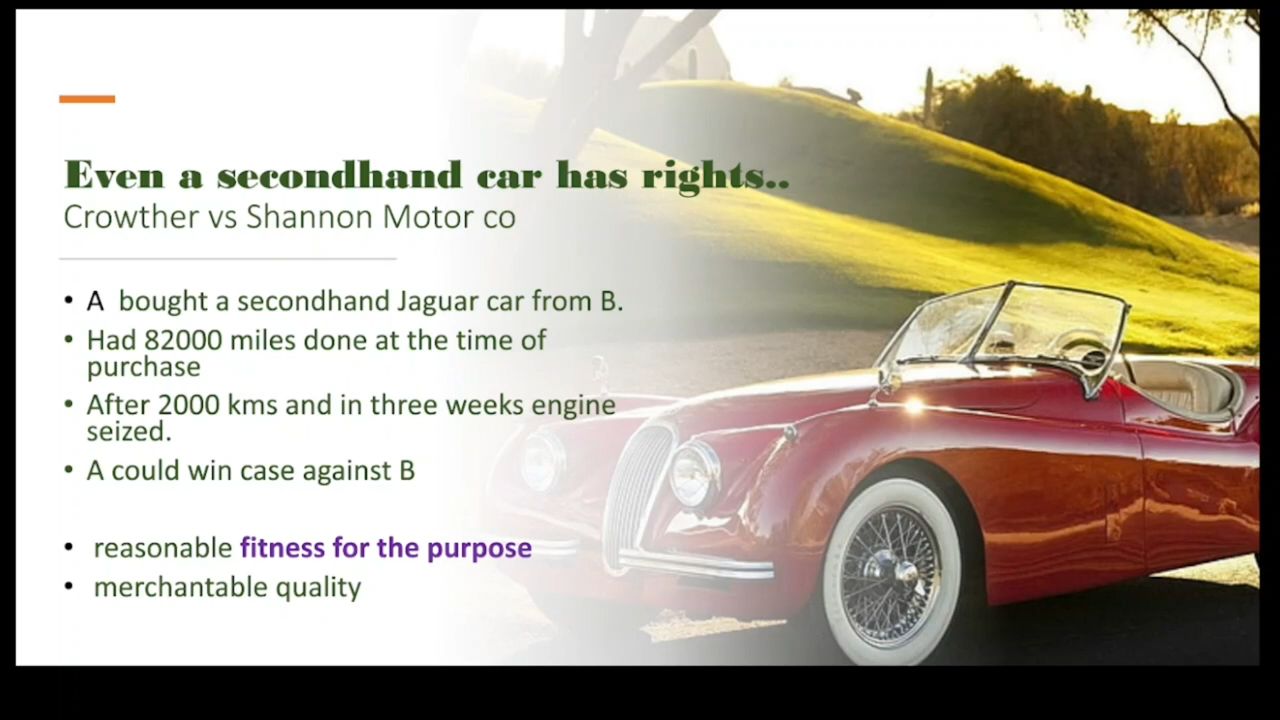 Even a secondhand car has rights..
Crowther vs Shannon Motor co
• A bought a secondhand Jaguar car from B.
• Had 82000 miles done at the time of
purchase
• After 2000 kms and in three weeks engine
seized.
• A could win case against B
• reasonable fitness for the purpose
• merchantable quality